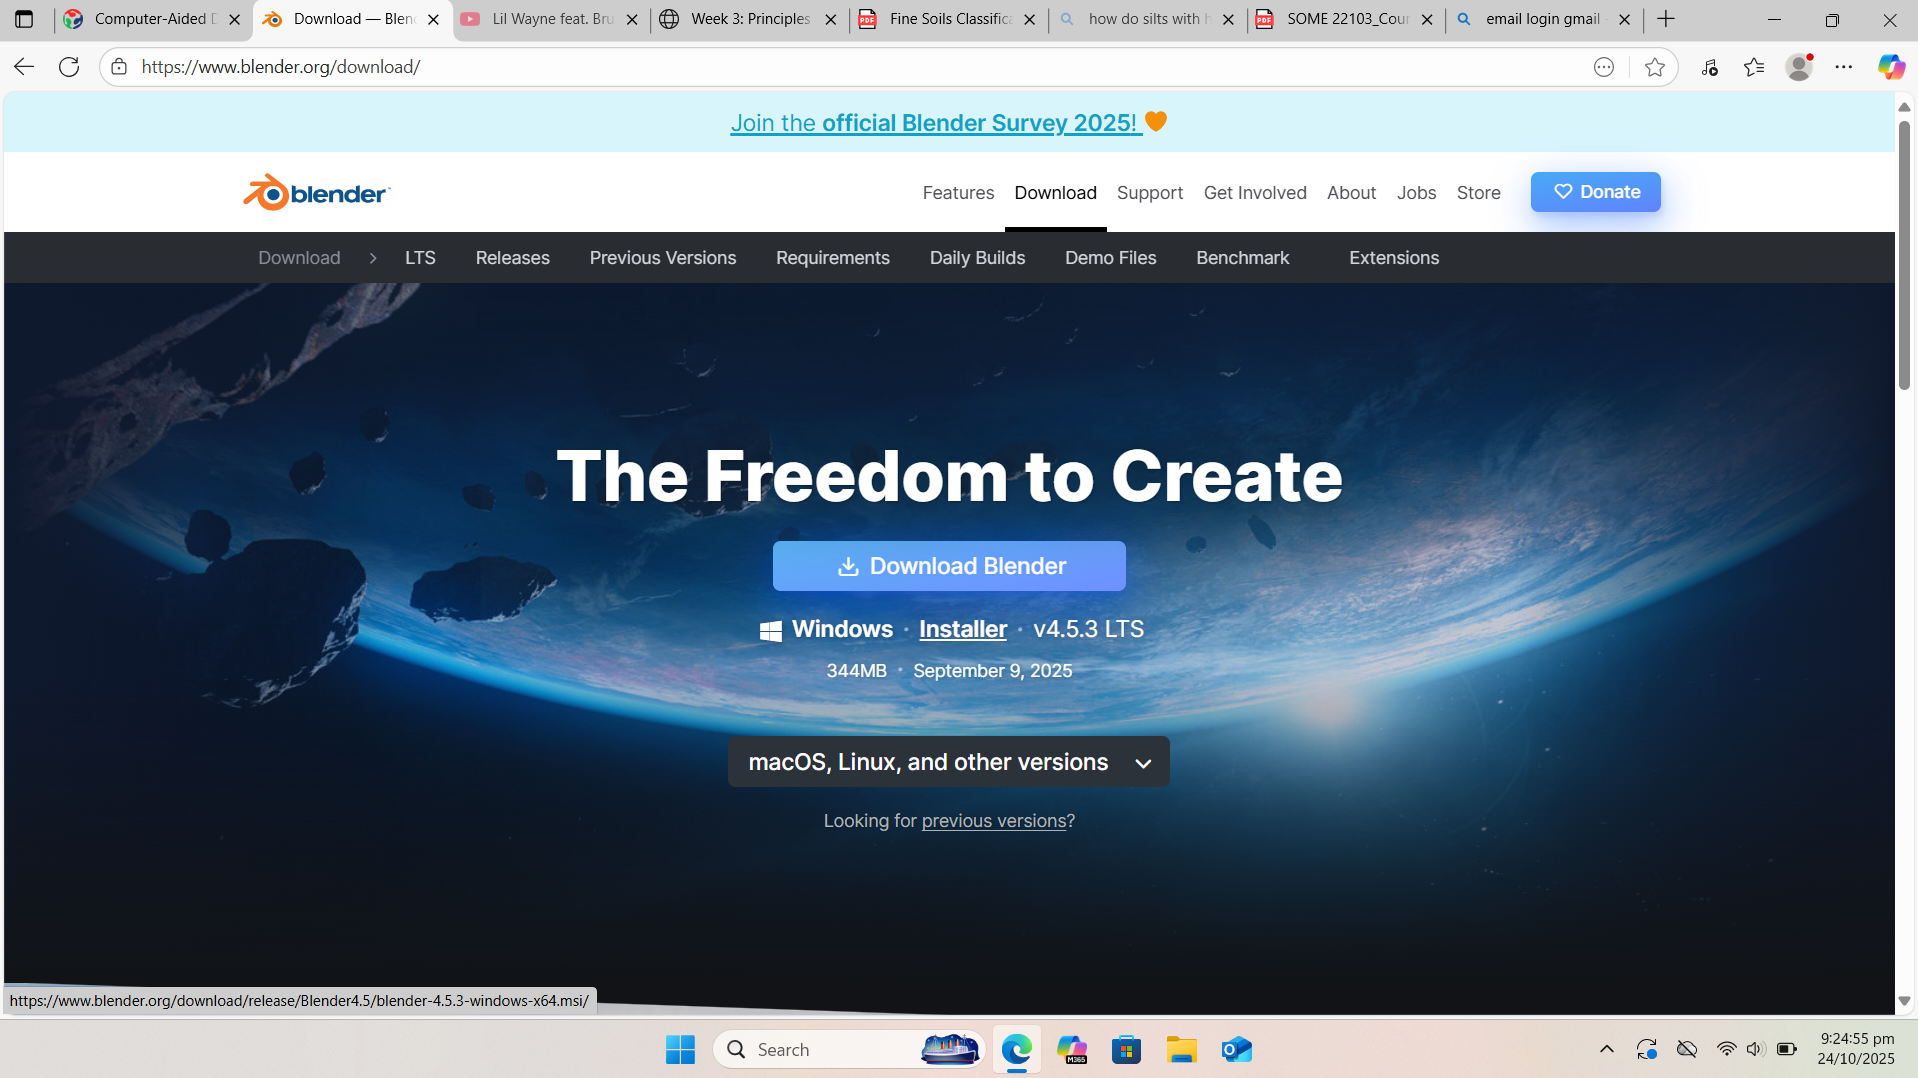 Computer-Aided D
Download — Blen
Lil Wayne feat. Bru
Week 3: Principles
Fine Soils Classifica
how do silts with h
SOME 22103_Cour
email login gmail -
https://www.blender.org/download/
Join the official Blender Survey 2025! 🧡
blender™
Features Download Support Get Involved About Jobs Store Donate
Download > LTS Releases Previous Versions Requirements Daily Builds Demo Files Benchmark Extensions
The Freedom to Create
Download Blender
Windows · Installer · v4.5.3 LTS
344MB · September 9, 2025
macOS, Linux, and other versions
Looking for previous versions?
https://www.blender.org/download/release/Blender4.5/blender-4.5.3-windows-x64.msi/
Search
M365
9:24:55 pm
24/10/2025